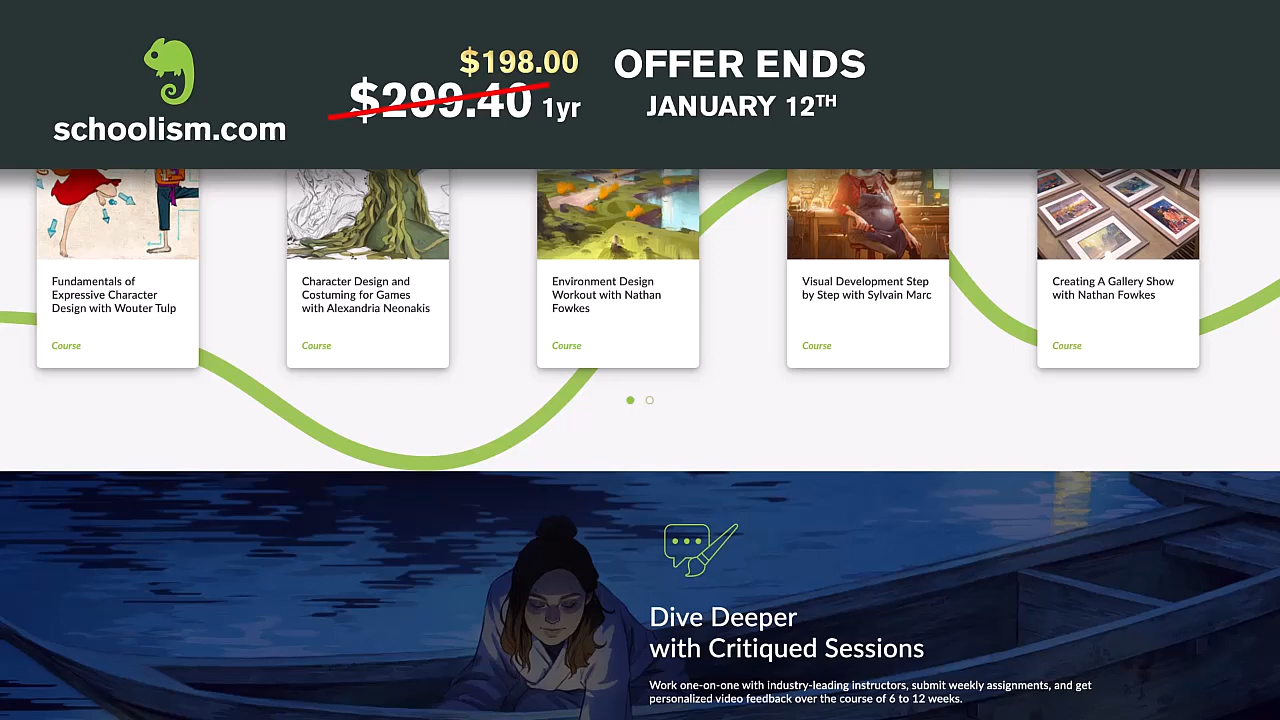 schoolism.com
$198.00
$299.40 1yr
OFFER ENDS
JANUARY 12TH
Fundamentals of
Expressive Character
Design with Wouter Tulp
Course
Character Design and
Costuming for Games
with Alexandria Neonakis
Course
Environment Design
Workout with Nathan
Fowkes
Course
Visual Development Step
by Step with Sylvain Marc
Course
Creating A Gallery Show
with Nathan Fowkes
Course
Dive Deeper
with Critiqued Sessions
Work one-on-one with industry-leading instructors, submit weekly assignments, and get
personalized video feedback over the course of 6 to 12 weeks.